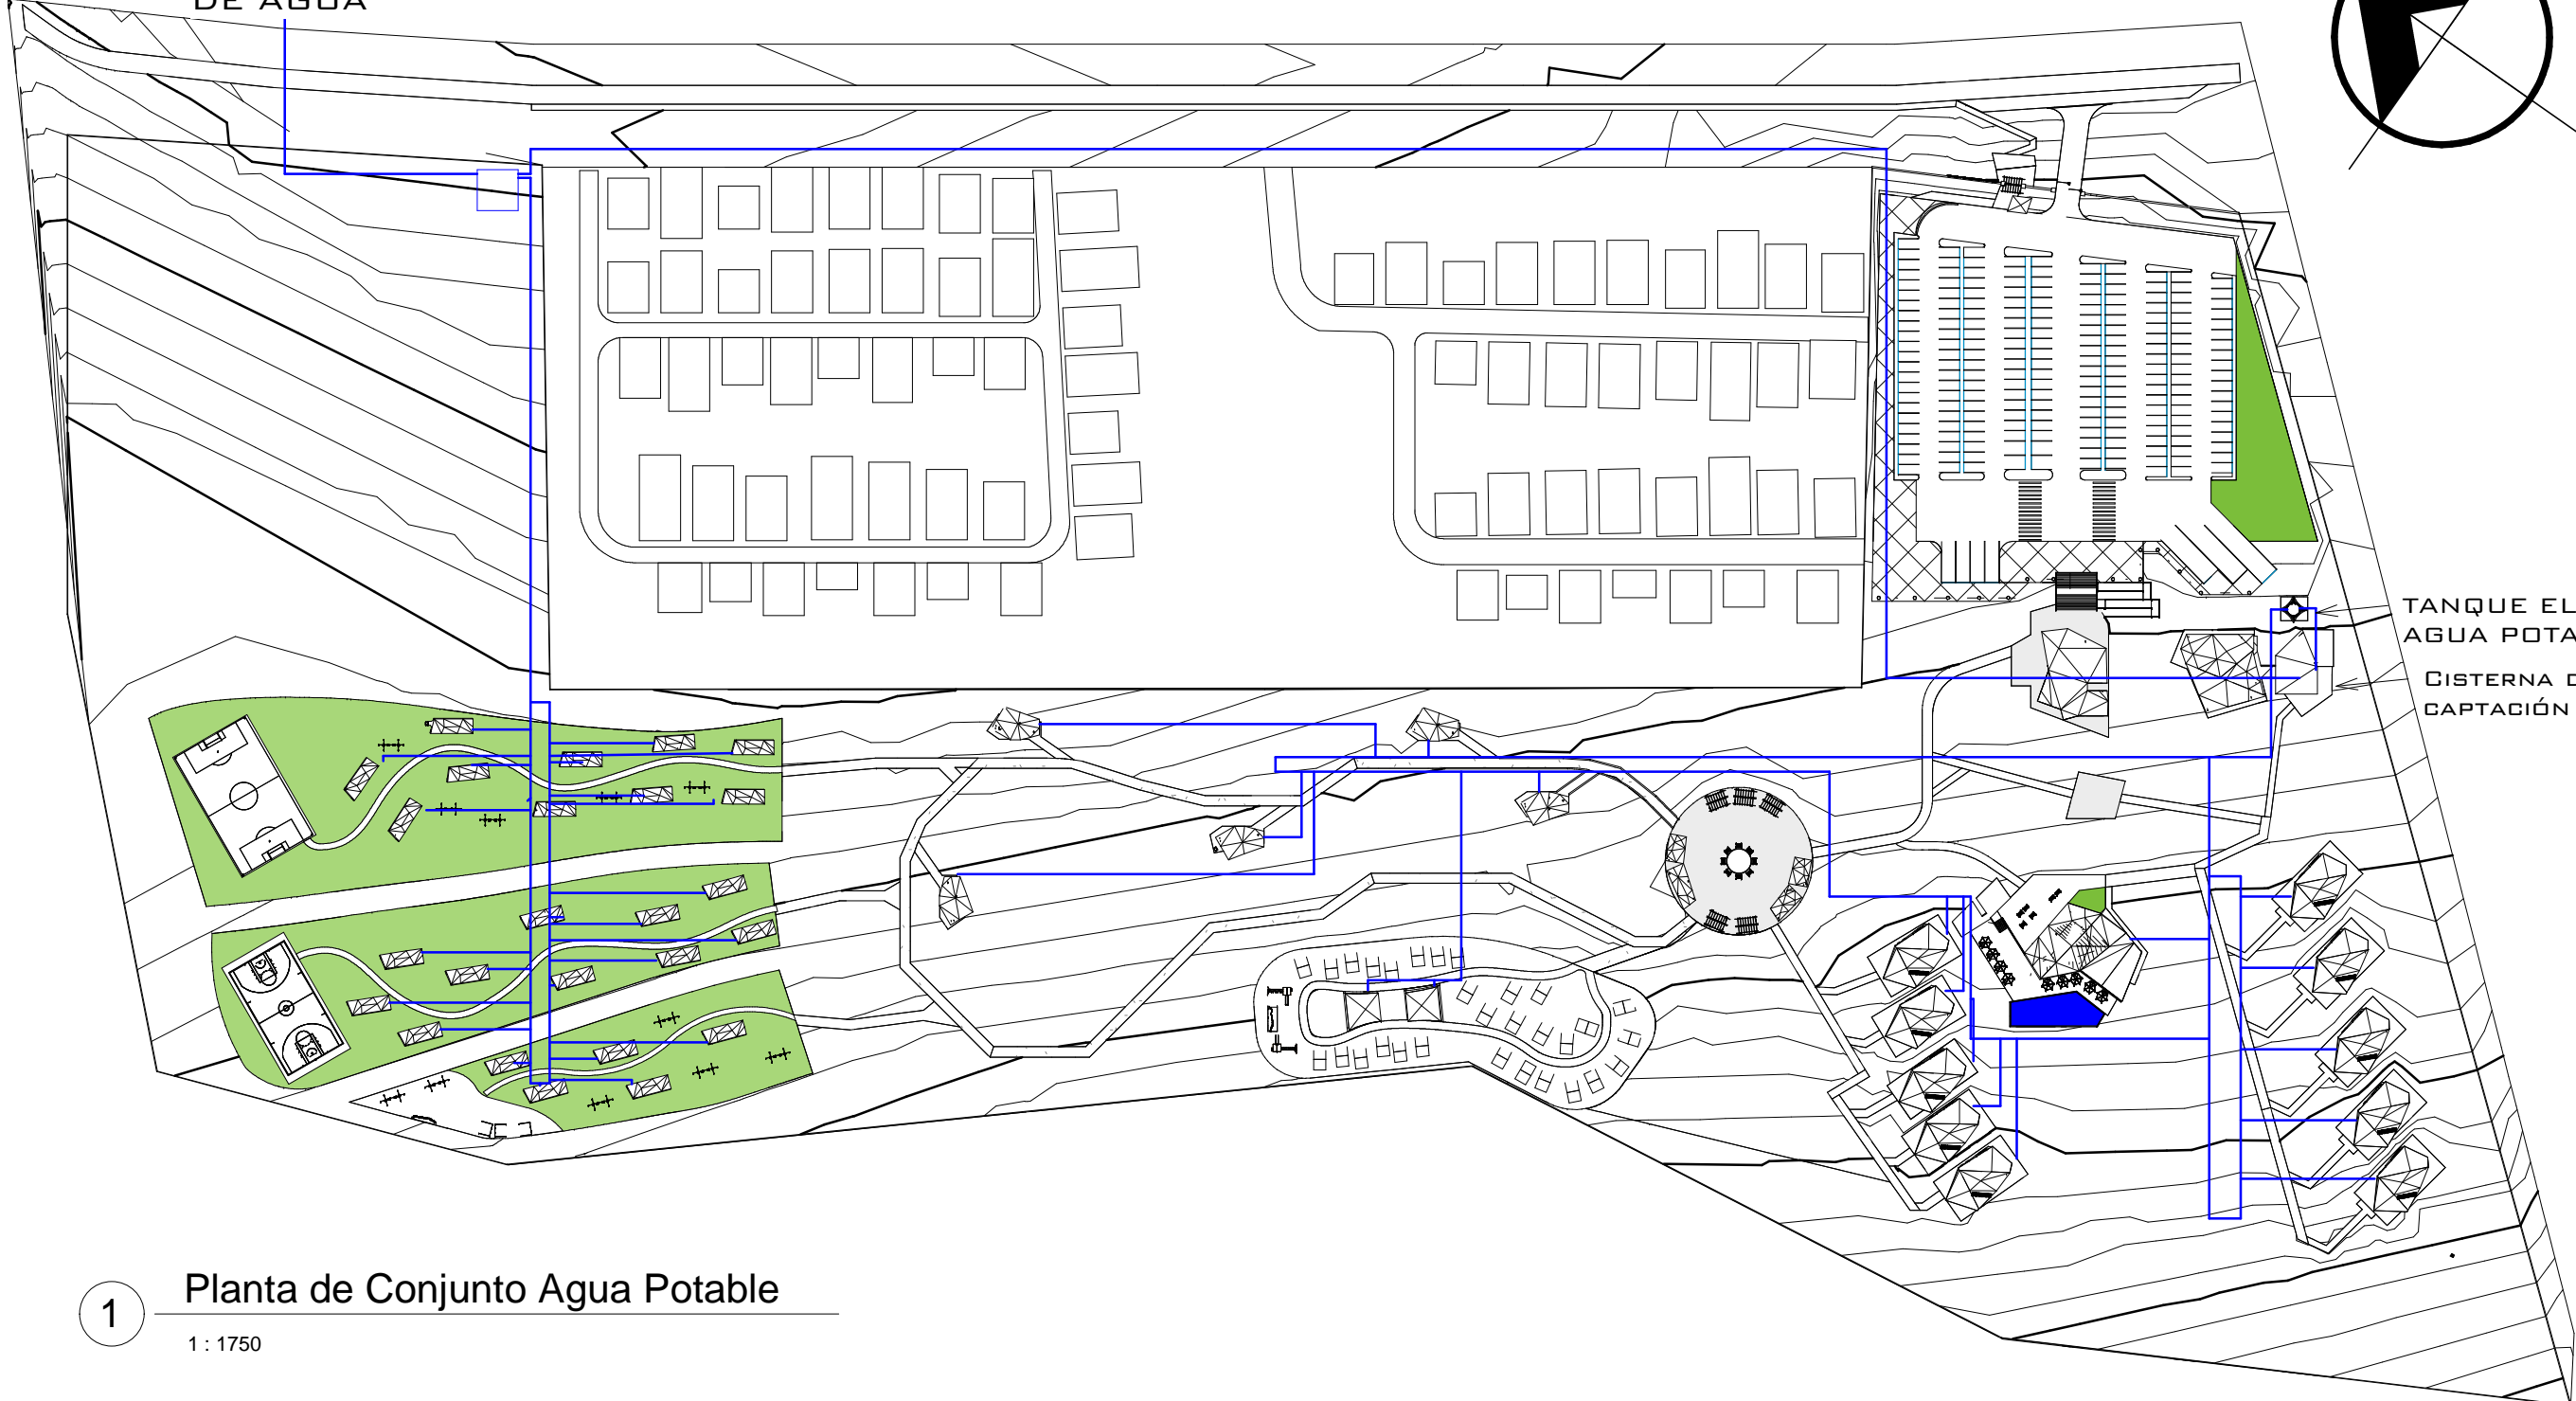 DE AGUA
TANQUE EL
AGUA POTA
CISTERNA
CAPTACIÓN
1
Planta de Conjunto Agua Potable
1 : 1750